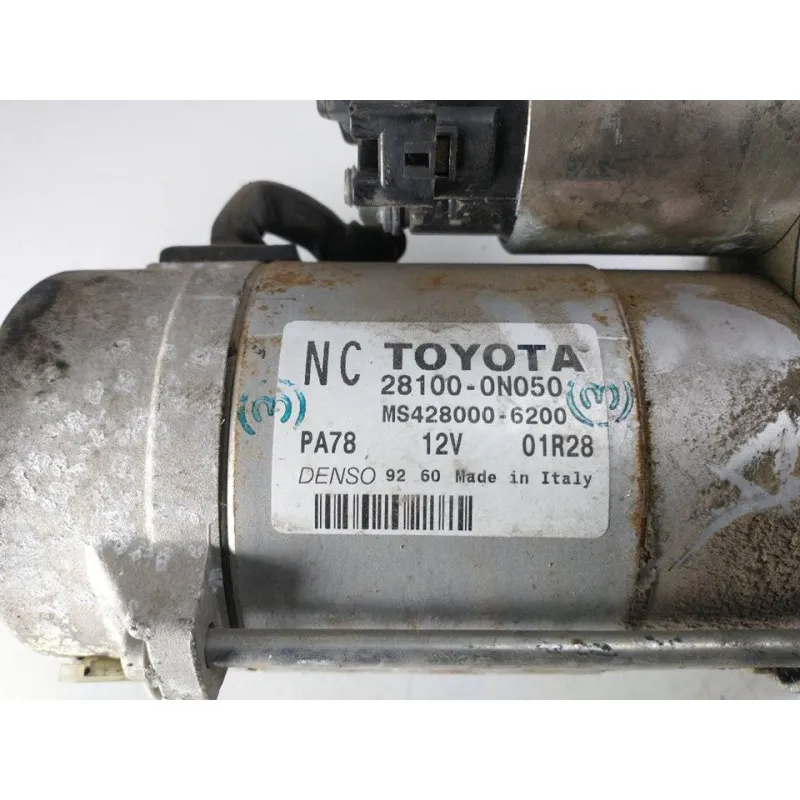 NC TOYOTA
28100-0N050
MS428000-6200
PA78 12V 01R28
DENSO 92 60 Made in Italy